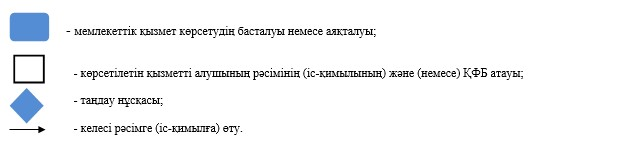 - мемлекеттік қызмет көрсетудің басталуы немесе аяқталуы;
- көрсетілетін қызметті алушының рәсімінің (іс-қимылының) және (немесе) ҚФБ атауы;
- таңдау нұсқасы;
- келесі рәсімге (іс-қимылға) өту.